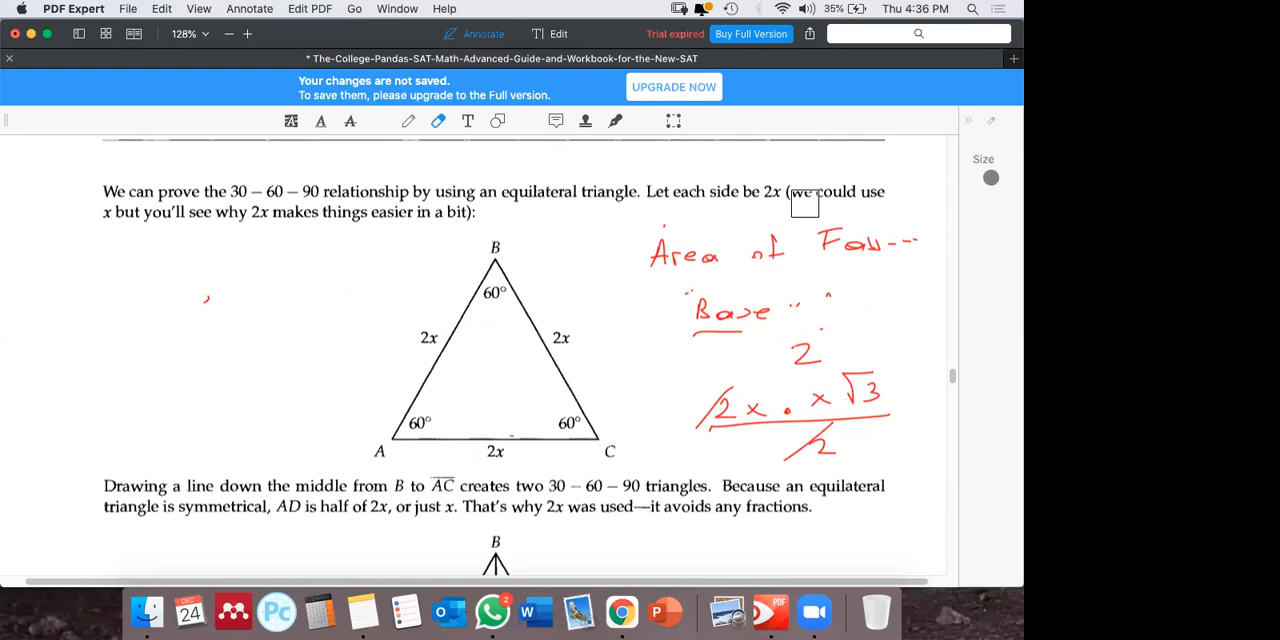 PDF Expert File Edit View Annotate Edit PDF Go Window Help 35% Thu 4:36 PM
128% Annotate Edit Trial expired Buy Full Version
* The-College-Pandas-SAT-Math-Advanced-Guide-and-Workbook-for-the-New-SAT
Your changes are not saved.
To save them, please upgrade to the Full version.
UPGRADE NOW
Size
We can prove the 30 – 60 – 90 relationship by using an equilateral triangle. Let each side be 2x (we could use
x but you'll see why 2x makes things easier in a bit):
B
60°
2x 2x
60° 60°
A 2x C
Area of
Base
2
2x . x √3
2
Drawing a line down the middle from B to AC creates two 30 – 60 – 90 triangles. Because an equilateral
triangle is symmetrical, AD is half of 2x, or just x. That's why 2x was used—it avoids any fractions.
B
DEC
24
Pc
2